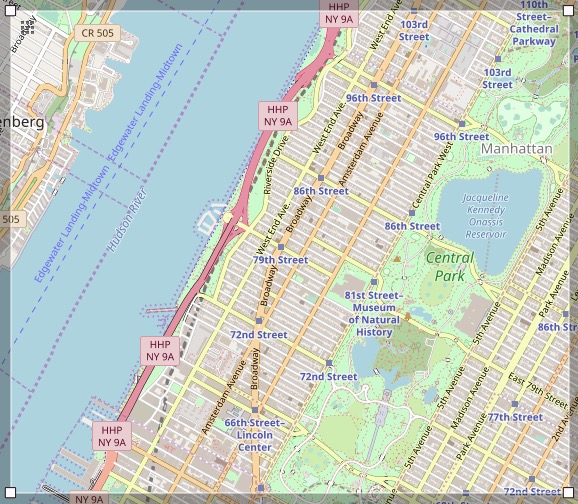 HHP
NY 9A
West End Ave
103rd
Street
110th
Street–
Cathedral
Parkway
CR 505
103rd
Street
96th Street
HHP
NY 9A
West End Ave.
Broadway
Amsterdam Avenue
96th Street
Manhattan
Edgewater Landing-Midtown
Edgewater Landing-Midtown
enberg
Riverside Drive
86th Street
Central Park West
Jacqueline
Kennedy
Onassis
Reservoir
5th Avenue
505
Hudson River
West End Ave.
Broadway
86th Street
Madison Avenue
79th Street
Central
Park
Broadway
81st Street–
Museum
of Natural
History
Park Avenue
5th Avenue
86th Str
HHP
NY 9A
72nd Street
72nd Street
Broadway
Amsterdam Avenue
East 79th Street
5th Avenue
Madison Avenue
77th Street
Park Avenue
2nd Avenue
HHP
NY 9A
66th Street–
Lincoln
Center
5th Avenue
72nd Street
NY 9A